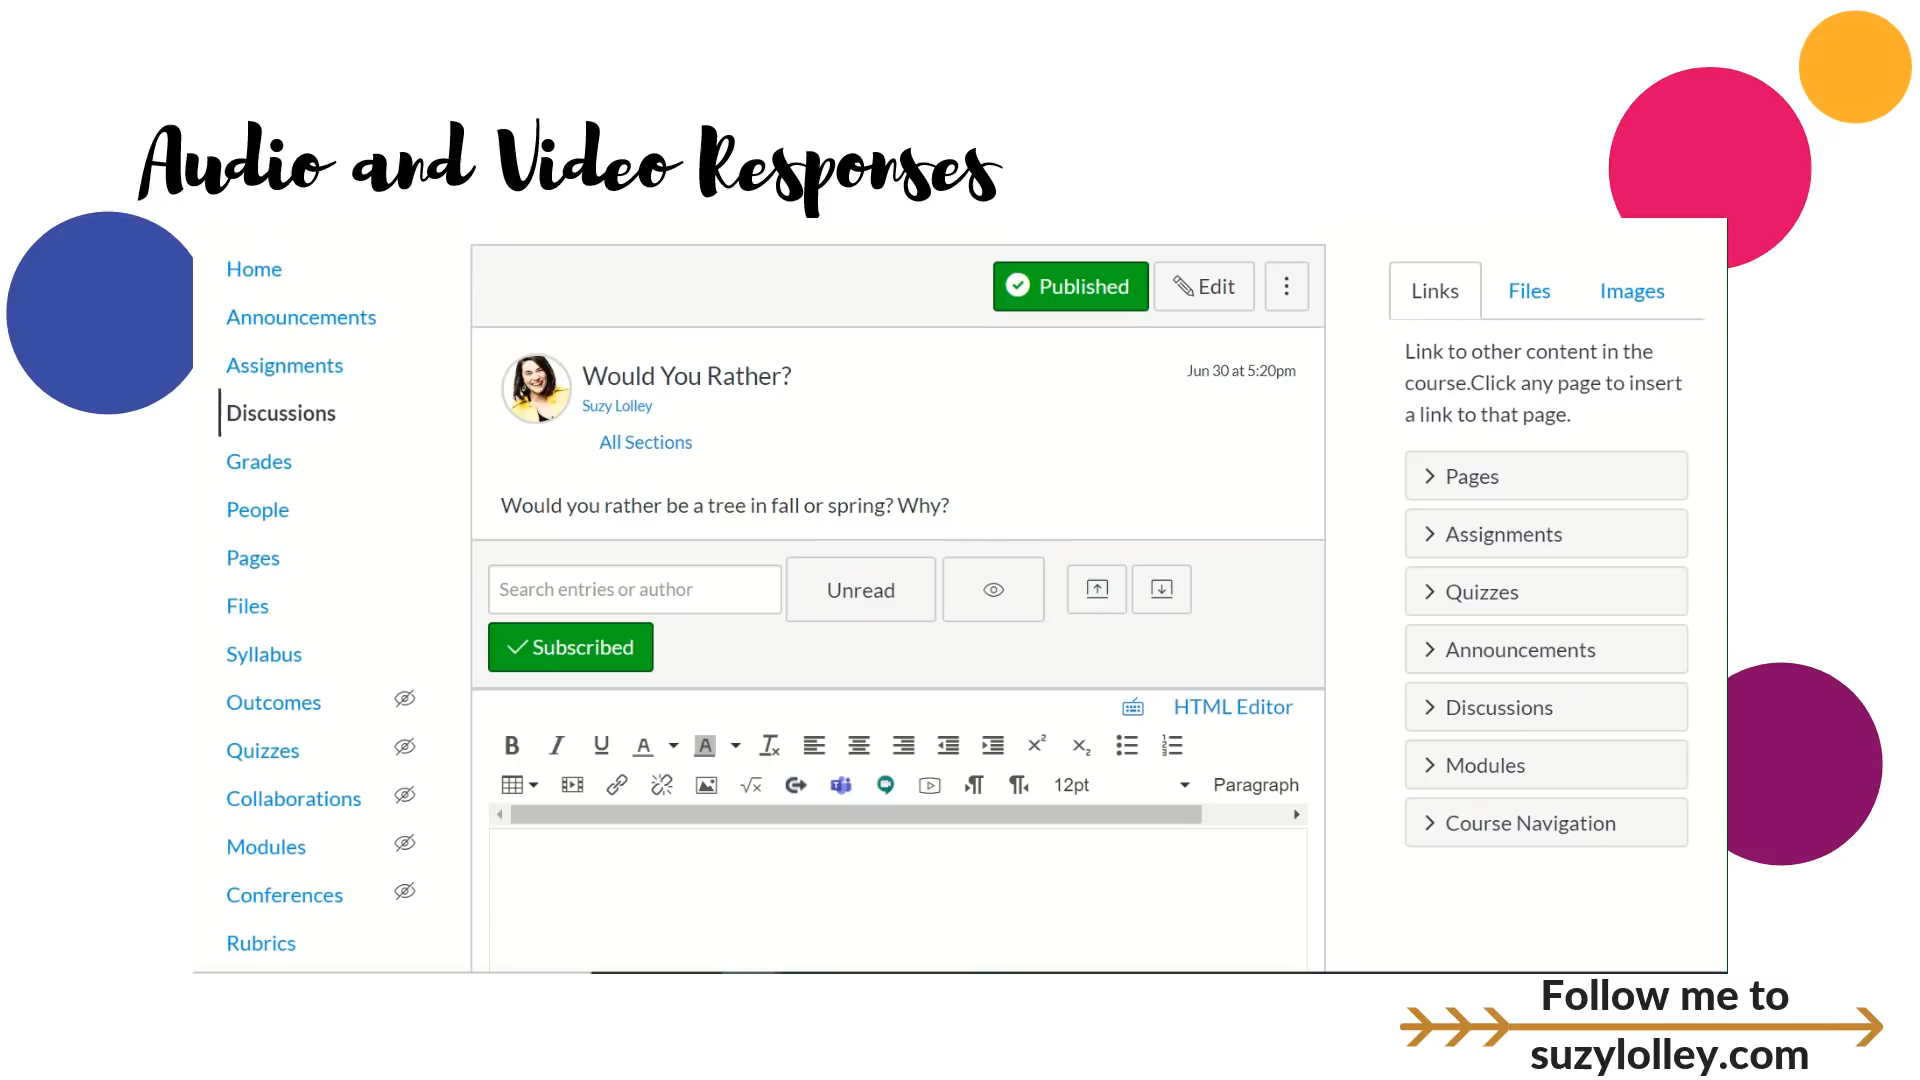 Audio and Video Responses
Home
Announcements
Assignments
Discussions
Grades
People
Pages
Files
Syllabus
Outcomes
Quizzes
Collaborations
Modules
Conferences
Rubrics
Published
Edit
Would You Rather?
Jun 30 at 5:20pm
Suzy Lolley
All Sections
Would you rather be a tree in fall or spring? Why?
Search entries or author
Unread
Subscribed
HTML Editor
12pt
Paragraph
Links
Files
Images
Link to other content in the
course.Click any page to insert
a link to that page.
Pages
Assignments
Quizzes
Announcements
Discussions
Modules
Course Navigation
Follow me to
suzylolley.com